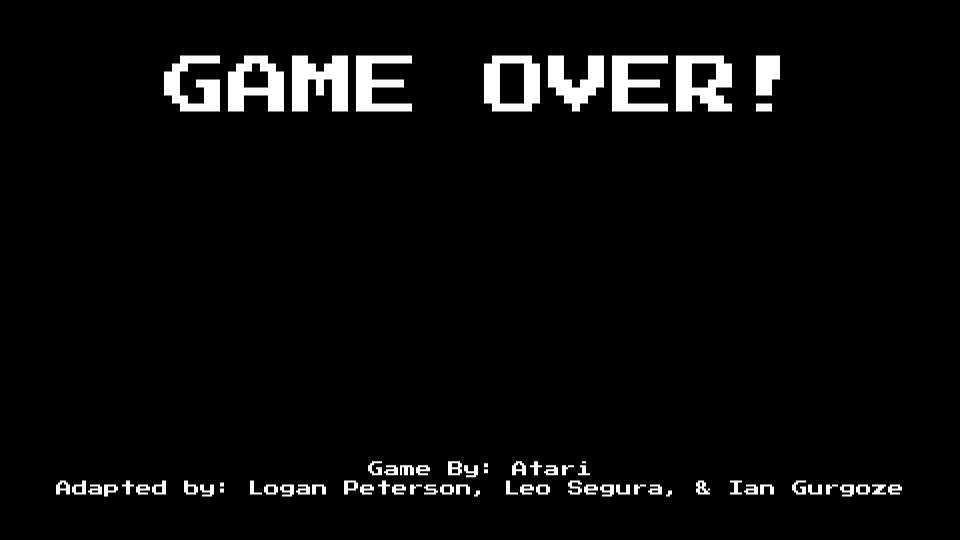 GAME OVER!
Game By: Atari
Adapted by: Logan Peterson, Leo Segura, & Ian Gurgoze